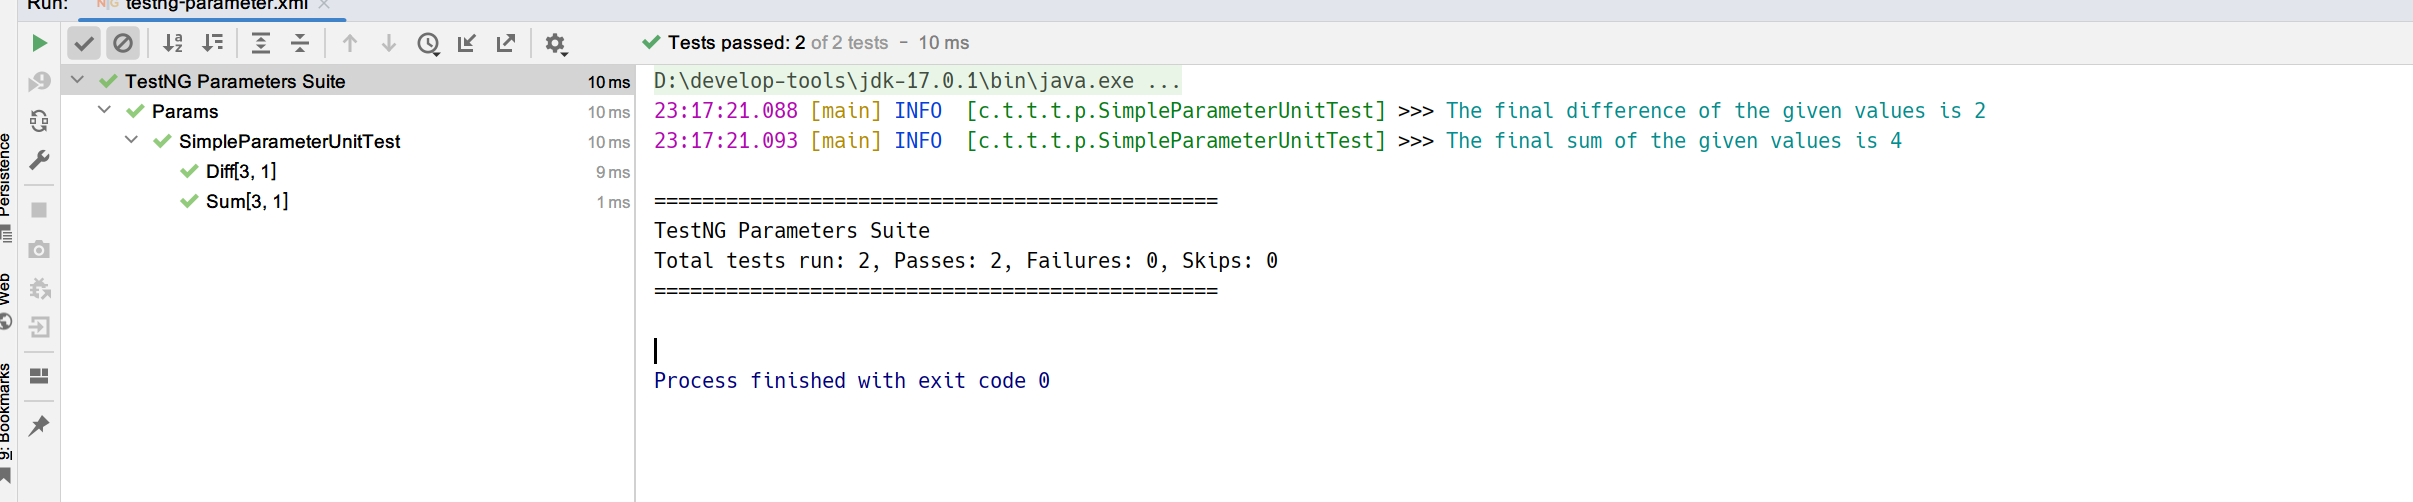 Run: testng-parameter.xml
Tests passed: 2 of 2 tests – 10 ms
TestNG Parameters Suite 10 ms
Params 10 ms
SimpleParameterUnitTest 10 ms
Diff[3, 1] 9 ms
Sum[3, 1] 1 ms
D:\develop-tools\jdk-17.0.1\bin\java.exe ...
23:17:21.088 [main] INFO  [c.t.t.t.p.SimpleParameterUnitTest] >>> The final difference of the given values is 2
23:17:21.093 [main] INFO  [c.t.t.t.p.SimpleParameterUnitTest] >>> The final sum of the given values is 4
===============================================
TestNG Parameters Suite
Total tests run: 2, Passes: 2, Failures: 0, Skips: 0
===============================================
Process finished with exit code 0
Persistence
Web
9: Bookmarks